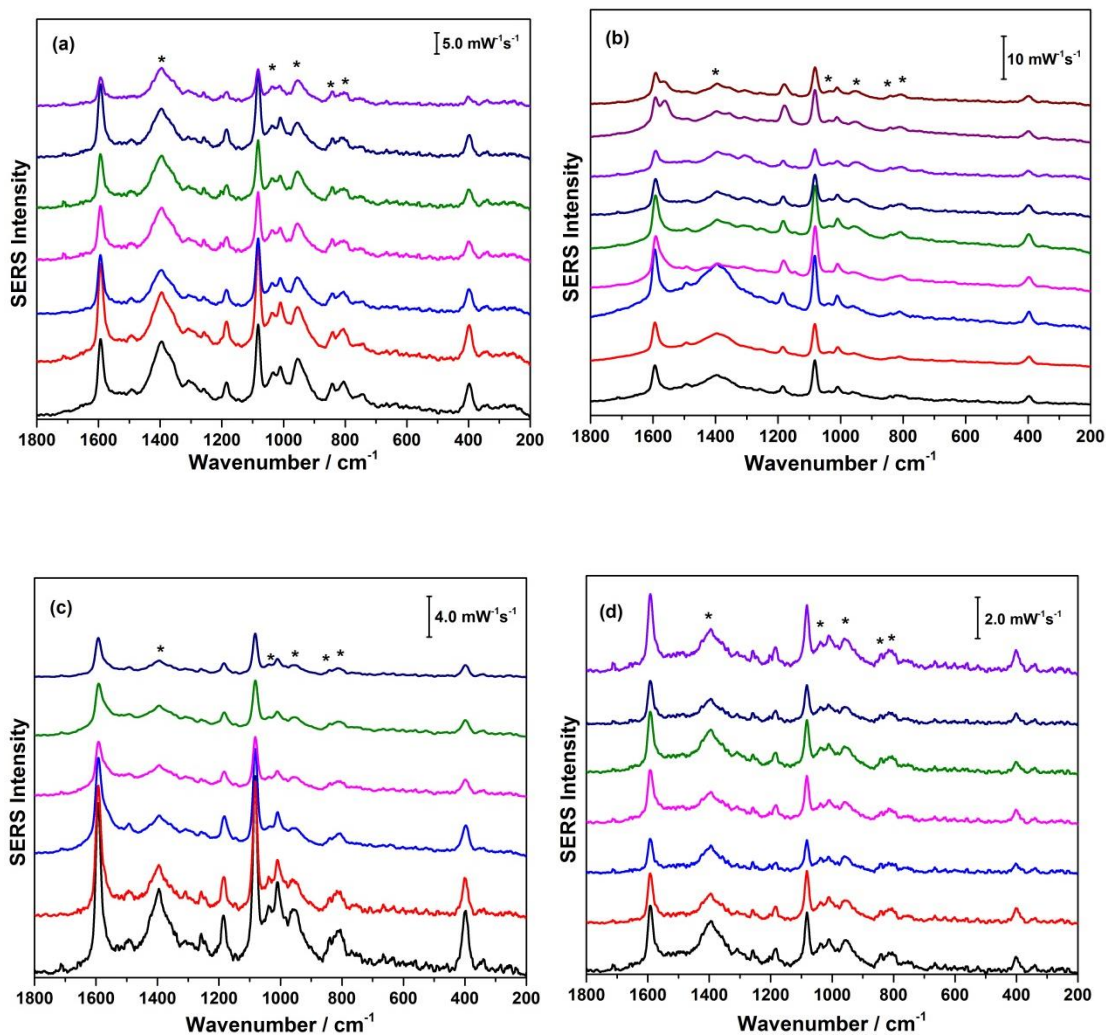 (a)
5.0 mW⁻¹s⁻¹
* * * * *
SERS Intensity
1800 1600 1400 1200 1000 800 600 400 200
Wavenumber / cm⁻¹
(b)
10 mW⁻¹s⁻¹
* * * * *
SERS Intensity
1800 1600 1400 1200 1000 800 600 400 200
Wavenumber / cm⁻¹
(c)
4.0 mW⁻¹s⁻¹
* * * * *
SERS Intensity
1800 1600 1400 1200 1000 800 600 400 200
Wavenumber / cm⁻¹
(d)
2.0 mW⁻¹s⁻¹
* * * * *
SERS Intensity
1800 1600 1400 1200 1000 800 600 400 200
Wavenumber / cm⁻¹